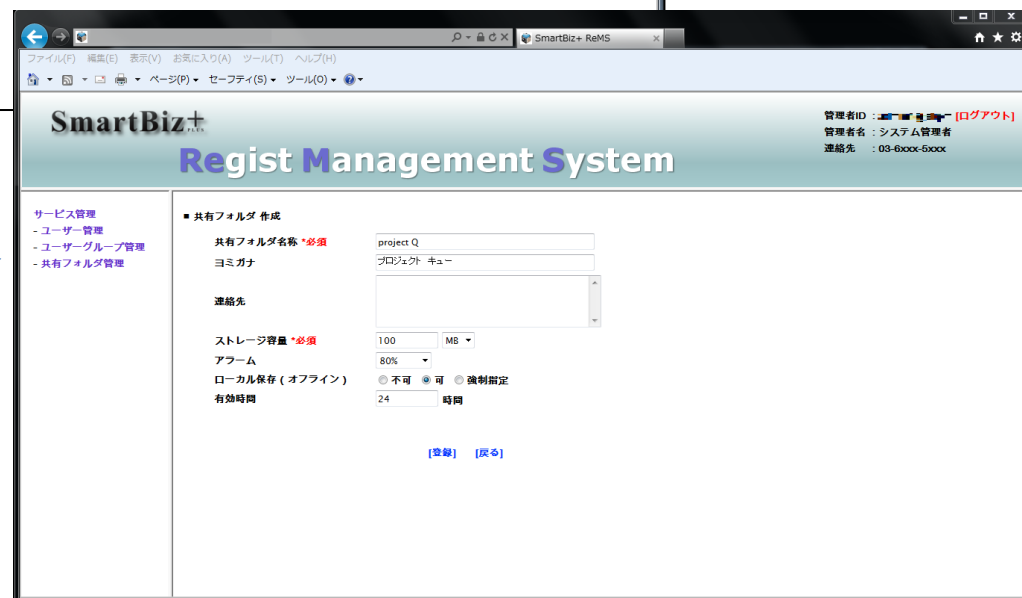 SmartBiz+ ReMS
ファイル(F) 編集(E) 表示(V) お気に入り(A) ツール(T) ヘルプ(H)
ページ(P) セーフティ(S) ツール(O)
SmartBiz+
PLUS
Regist Management System
管理者ID : [ログアウト]
管理者名 : システム管理者
連絡先 : 03-6xxx-5xxx
サービス管理
- ユーザー管理
- ユーザーグループ管理
- 共有フォルダ管理
■ 共有フォルダ 作成
共有フォルダ名称 *必須 project Q
ヨミガナ プロジェクト キュー
連絡先
ストレージ容量 *必須 100 MB
アラーム 80%
ローカル保存 ( オフライン ) 不可 可 強制指定
有効時間 24 時間
[登録] [戻る]